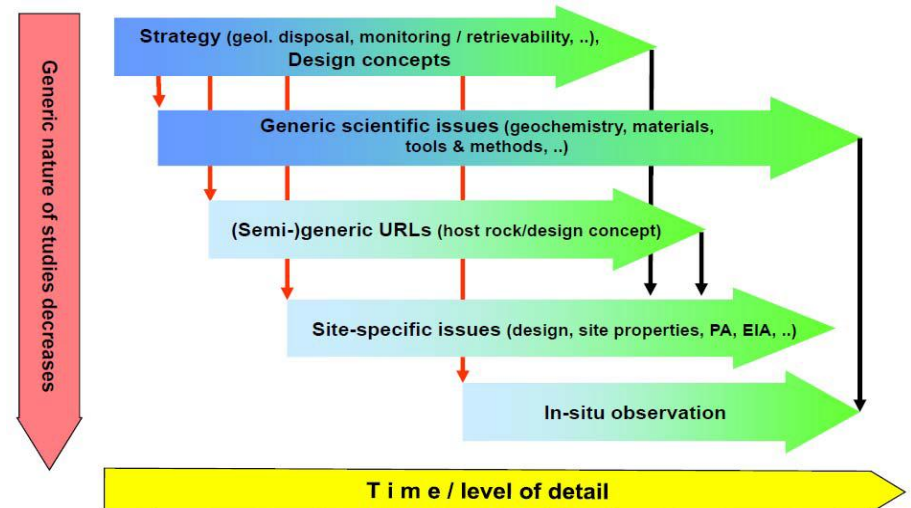 Generic nature of studies decreases
Strategy (geol. disposal, monitoring / retrievability, ..),
Design concepts
Generic scientific issues (geochemistry, materials,
tools & methods, ..)
(Semi-)generic URLs (host rock/design concept)
Site-specific issues (design, site properties, PA, EIA, ..)
In-situ observation
T i m e / level of detail